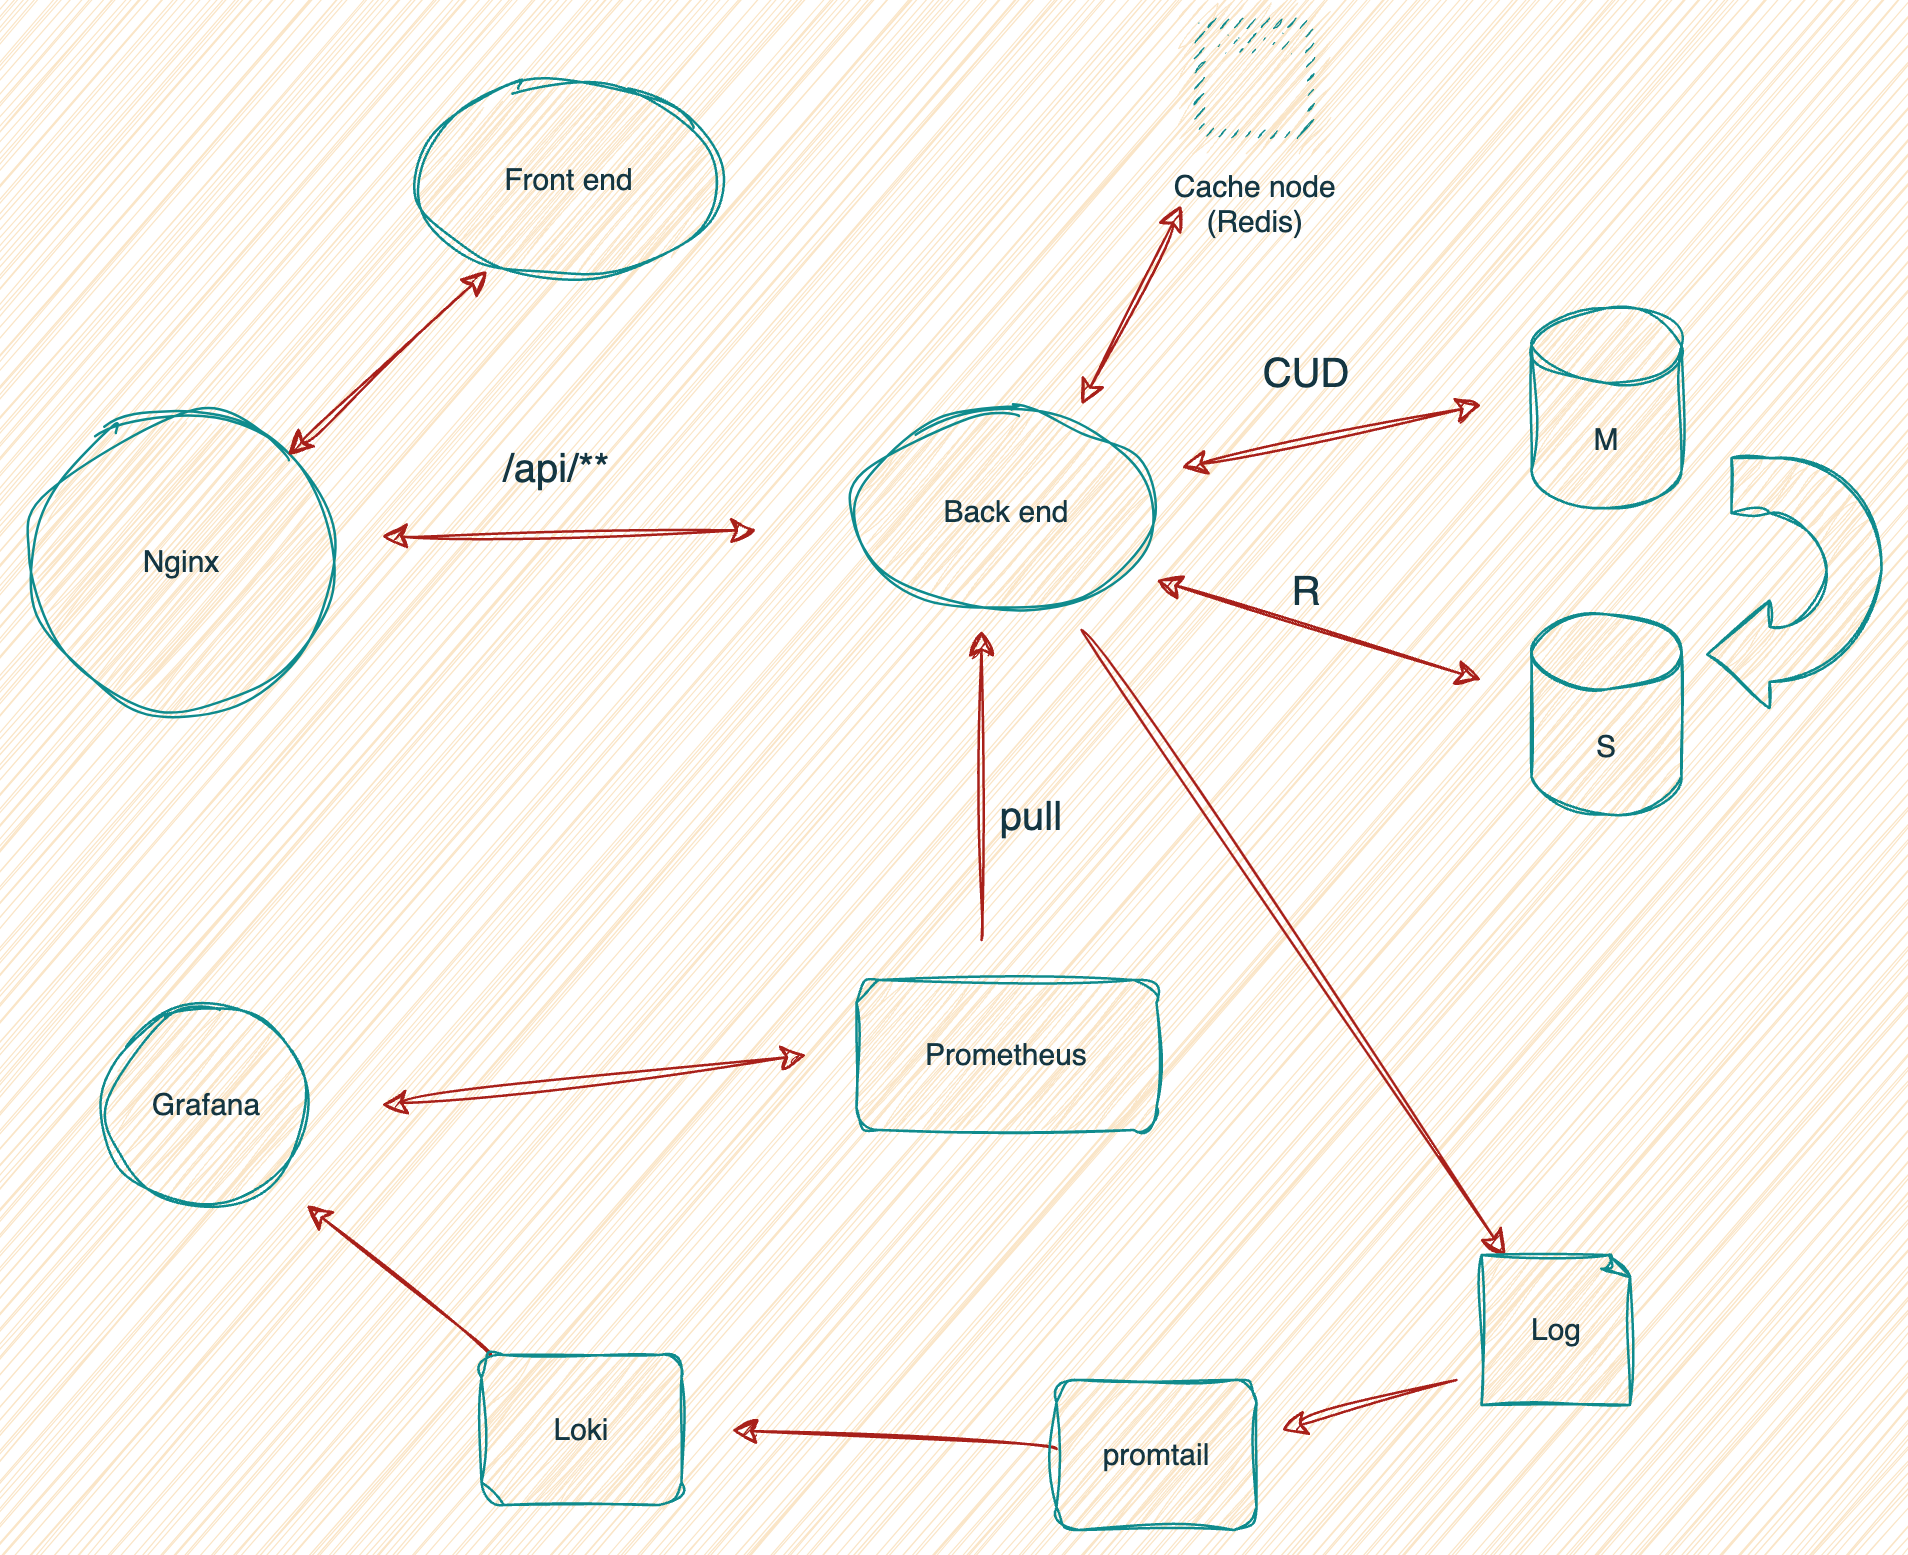 Front end
Cache node
(Redis)
CUD
M
/api/**
Back end
Nginx
R
S
pull
Prometheus
Grafana
Log
Loki
promtail